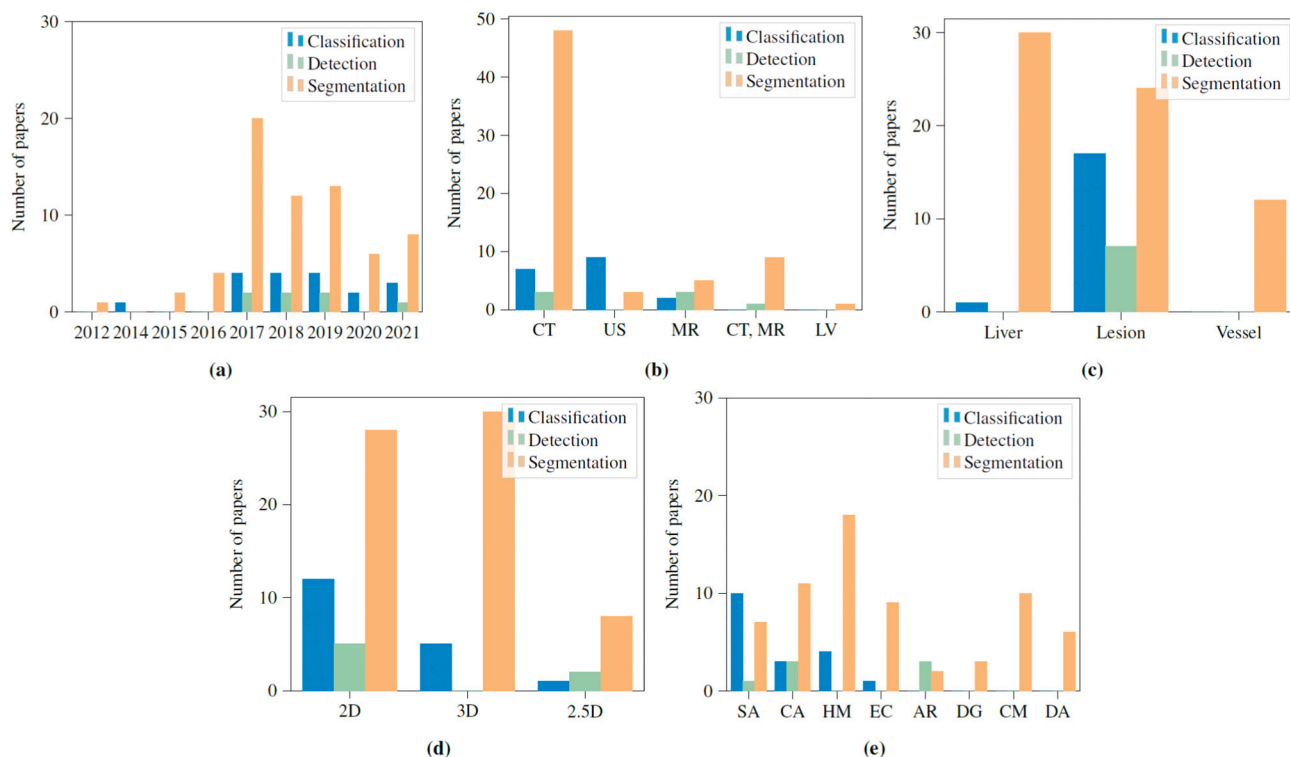 30
20
10
0
Number of papers
Classification
Detection
Segmentation
2012 2014 2015 2016 2017 2018 2019 2020 2021
(a)
50
40
30
20
10
0
Number of papers
Classification
Detection
Segmentation
CT US MR CT, MR LV
(b)
30
20
10
0
Number of papers
Classification
Detection
Segmentation
Liver Lesion Vessel
(c)
30
20
10
0
Number of papers
Classification
Detection
Segmentation
2D 3D 2.5D
(d)
30
20
10
0
Number of papers
Classification
Detection
Segmentation
SA CA HM EC AR DG CM DA
(e)